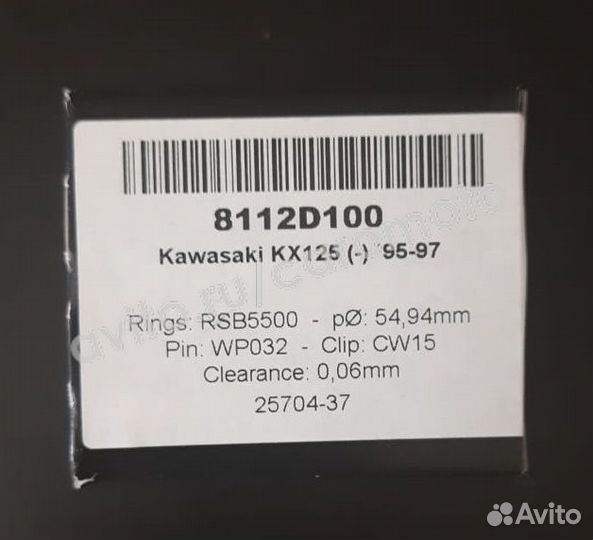 8112D100
Kawasaki KX125 (-) ´95-97
Rings: RSB5500 - pØ: 54,94mm
Pin: WP032 - Clip: CW15
Clearance: 0,06mm
25704-37
Avito